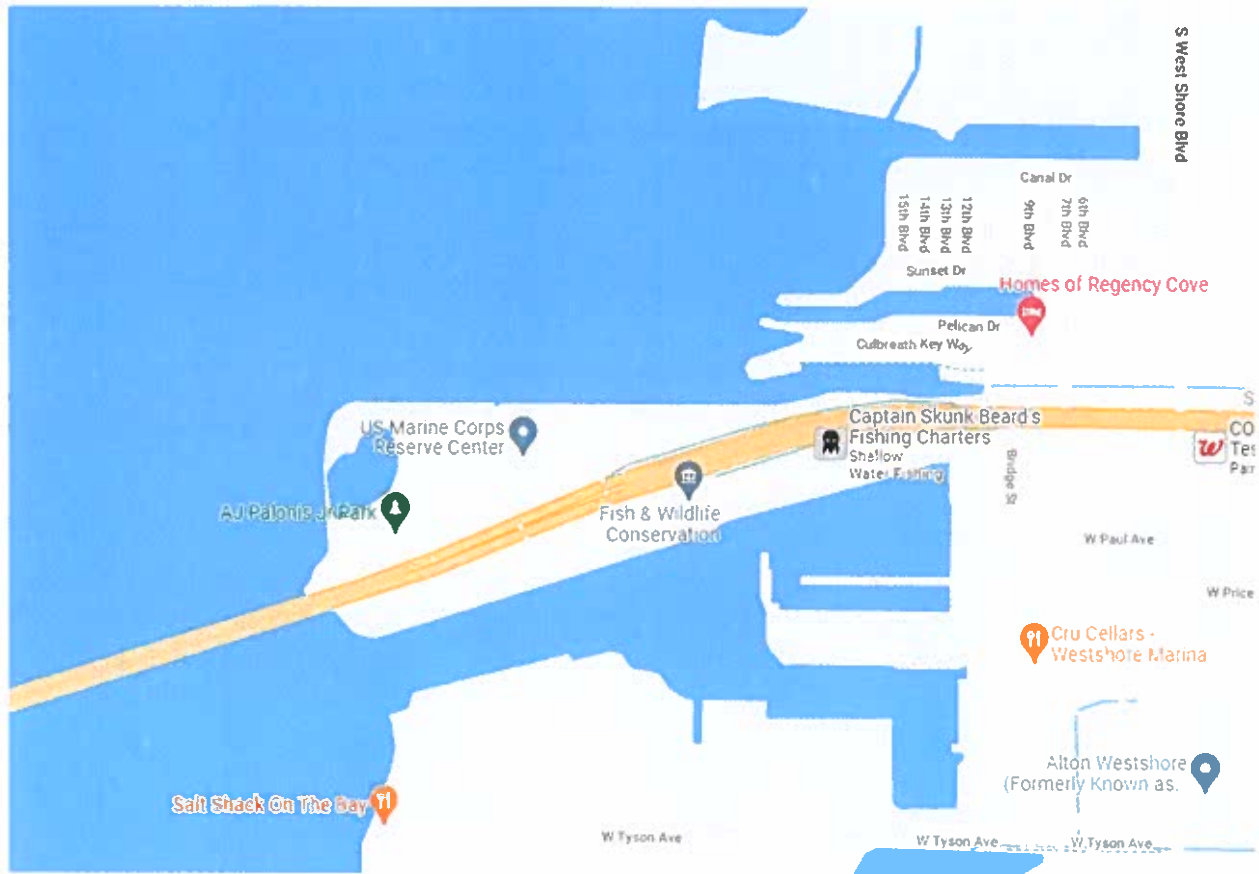 S West Shore Blvd
Canal Dr
15th Blvd
14th Blvd
13th Blvd
12th Blvd
9th Blvd
7th Blvd
6th Blvd
Sunset Dr
Homes of Regency Cove
Pelican Dr
Culbreath Key Way
US Marine Corps
Reserve Center
Captain Skunk Beard's
Fishing Charters
Shallow
Water Fishing
S
CO
Tes
Par
Bridge St
AJ Palonis Jr Park
Fish & Wildlife
Conservation
W Paul Ave
W Price
Cru Cellars -
Westshore Marina
Alton Westshore
(Formerly Known as.
Salt Shack On The Bay
W Tyson Ave
W Tyson Ave
W Tyson Ave